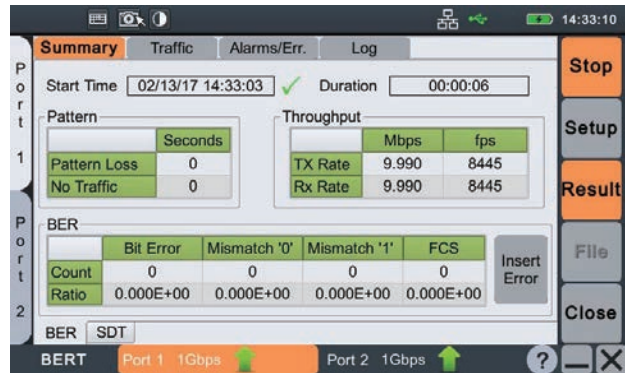 14:33:10
Port 1
Port 2
Summary Traffic Alarms/Err. Log
Start Time 02/13/17 14:33:03 Duration 00:00:06
Pattern
Seconds
Pattern Loss 0
No Traffic 0
Throughput
Mbps fps
TX Rate 9.990 8445
Rx Rate 9.990 8445
BER
Bit Error Mismatch '0' Mismatch '1' FCS
Count 0 0 0 0
Ratio 0.000E+00 0.000E+00 0.000E+00 0.000E+00
Insert
Error
BER SDT
Stop
Setup
Result
File
Close
BERT Port 1 1Gbps Port 2 1Gbps ?